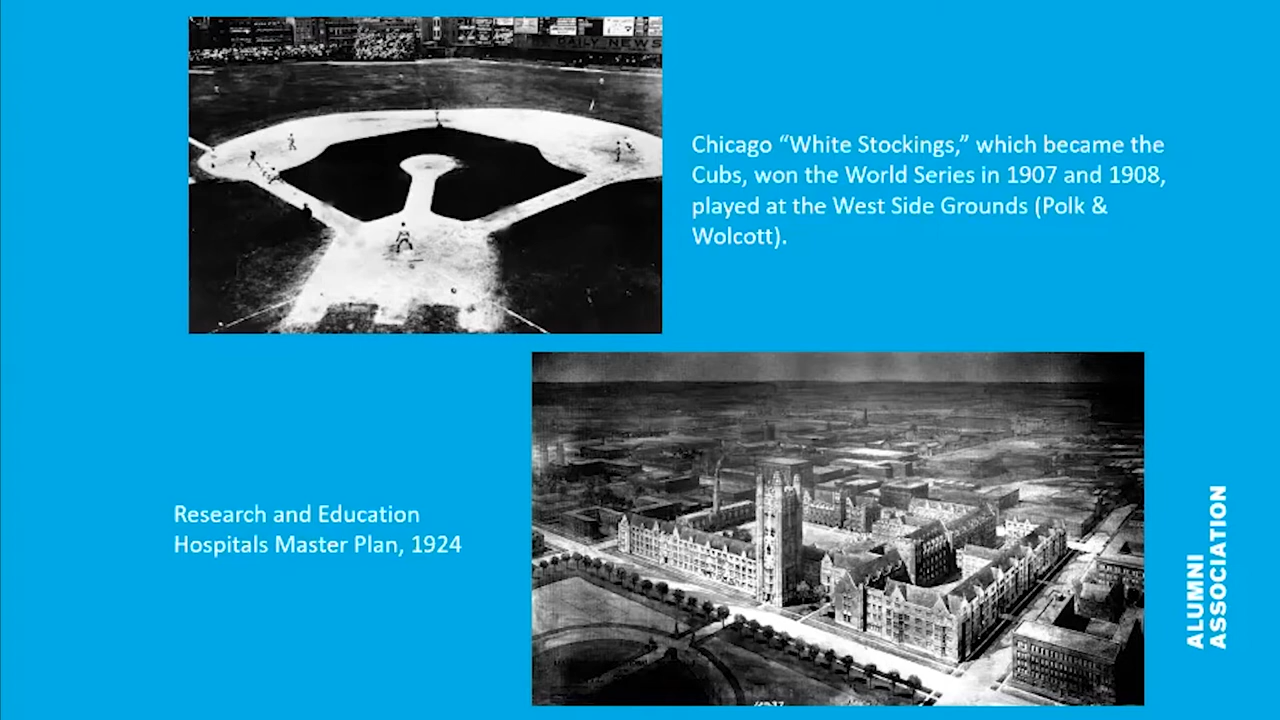 DAILY NEWS
Chicago “White Stockings,” which became the
Cubs, won the World Series in 1907 and 1908,
played at the West Side Grounds (Polk &
Wolcott).
Research and Education
Hospitals Master Plan, 1924
ALUMNI
ASSOCIATION